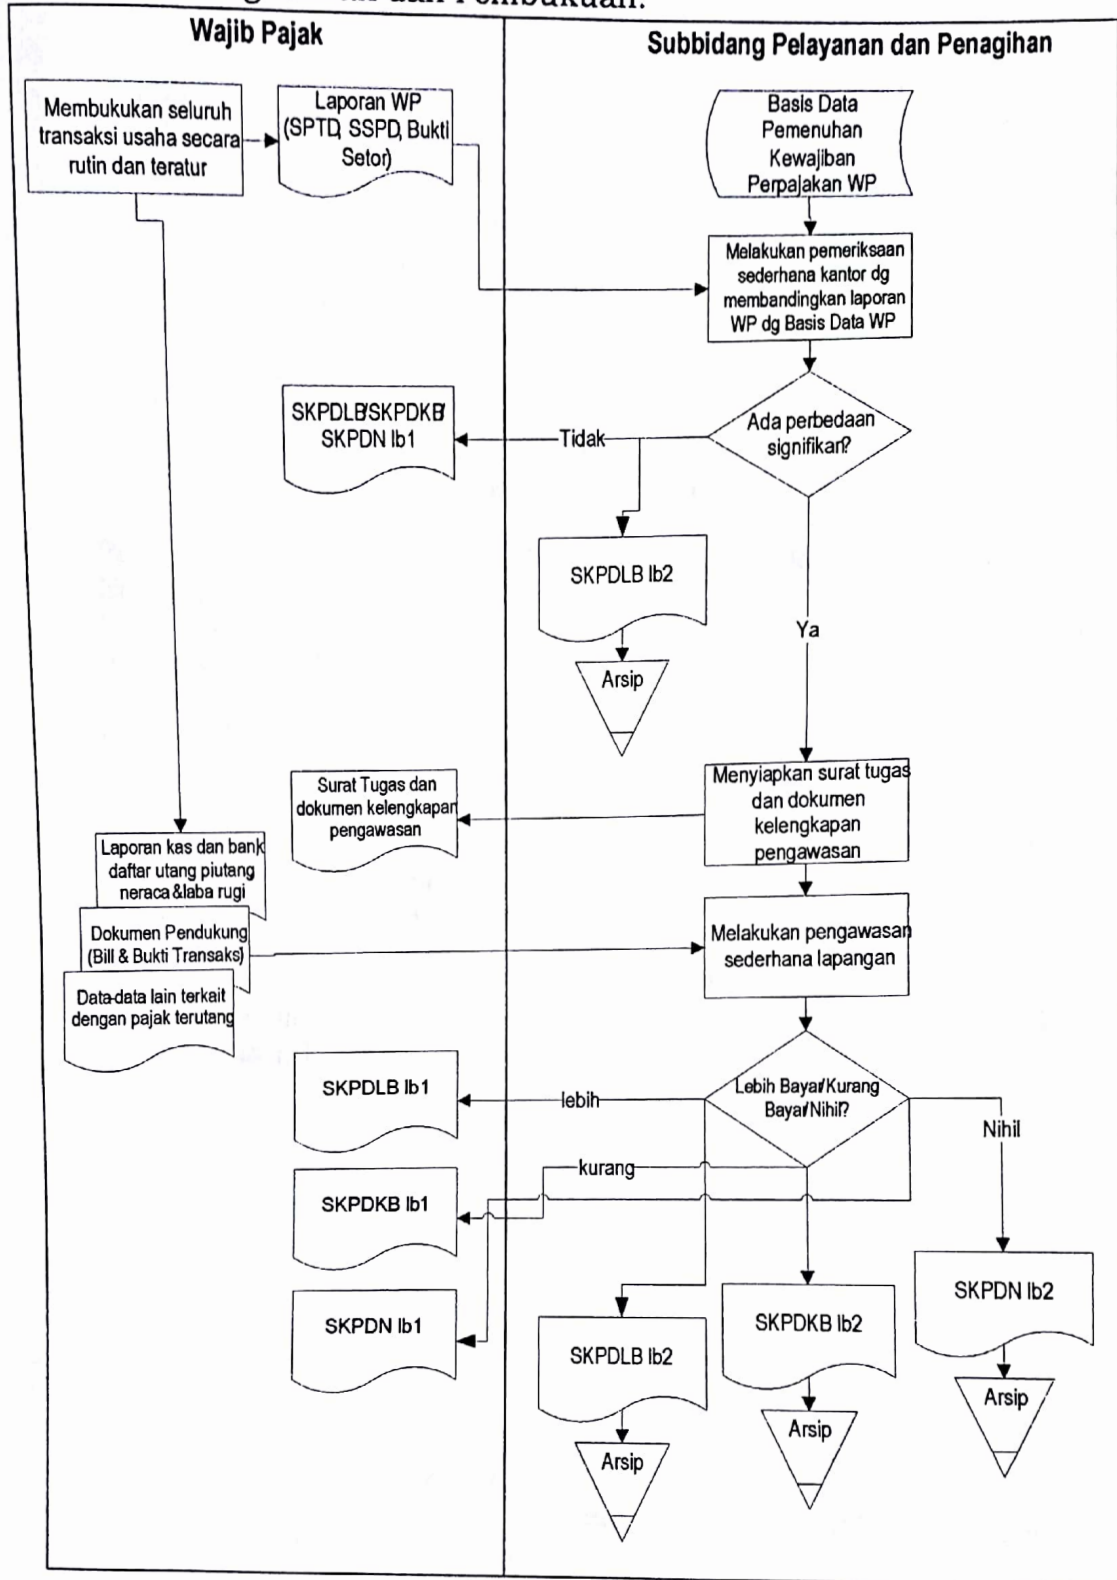 dan Pembukuan.
Wajib Pajak
Subbidang Pelayanan dan Penagihan
Membukukan seluruh
transaksi usaha secara
rutin dan teratur
Laporan WP
(SPTD, SSPD, Bukti
Setor)
Basis Data
Pemenuhan
Kewajiban
Perpajakan WP
Melakukan pemeriksaan
sederhana kantor dg
membandingkan laporan
WP dg Basis Data WP
Ada perbedaan
signifikan?
Tidak
SKPDLB/SKPDKB/
SKPDN lb1
SKPDLB lb2
Arsip
Ya
Menyiapkan surat tugas
dan dokumen
kelengkapan
pengawasan
Surat Tugas dan
dokumen kelengkapan
pengawasan
Laporan kas dan bank
daftar utang piutang
neraca&laba rugi
Dokumen Pendukung
(Bill & Bukti Transaks)
Data-data lain terkait
dengan pajak terutang
Melakukan pengawasan
sederhana lapangan
Lebih Bayar/Kurang
Bayar/Nihil?
lebih
SKPDLB lb1
Nihil
kurang
SKPDKB lb1
SKPDN lb1
SKPDLB lb2
SKPDKB lb2
SKPDN lb2
Arsip
Arsip
Arsip